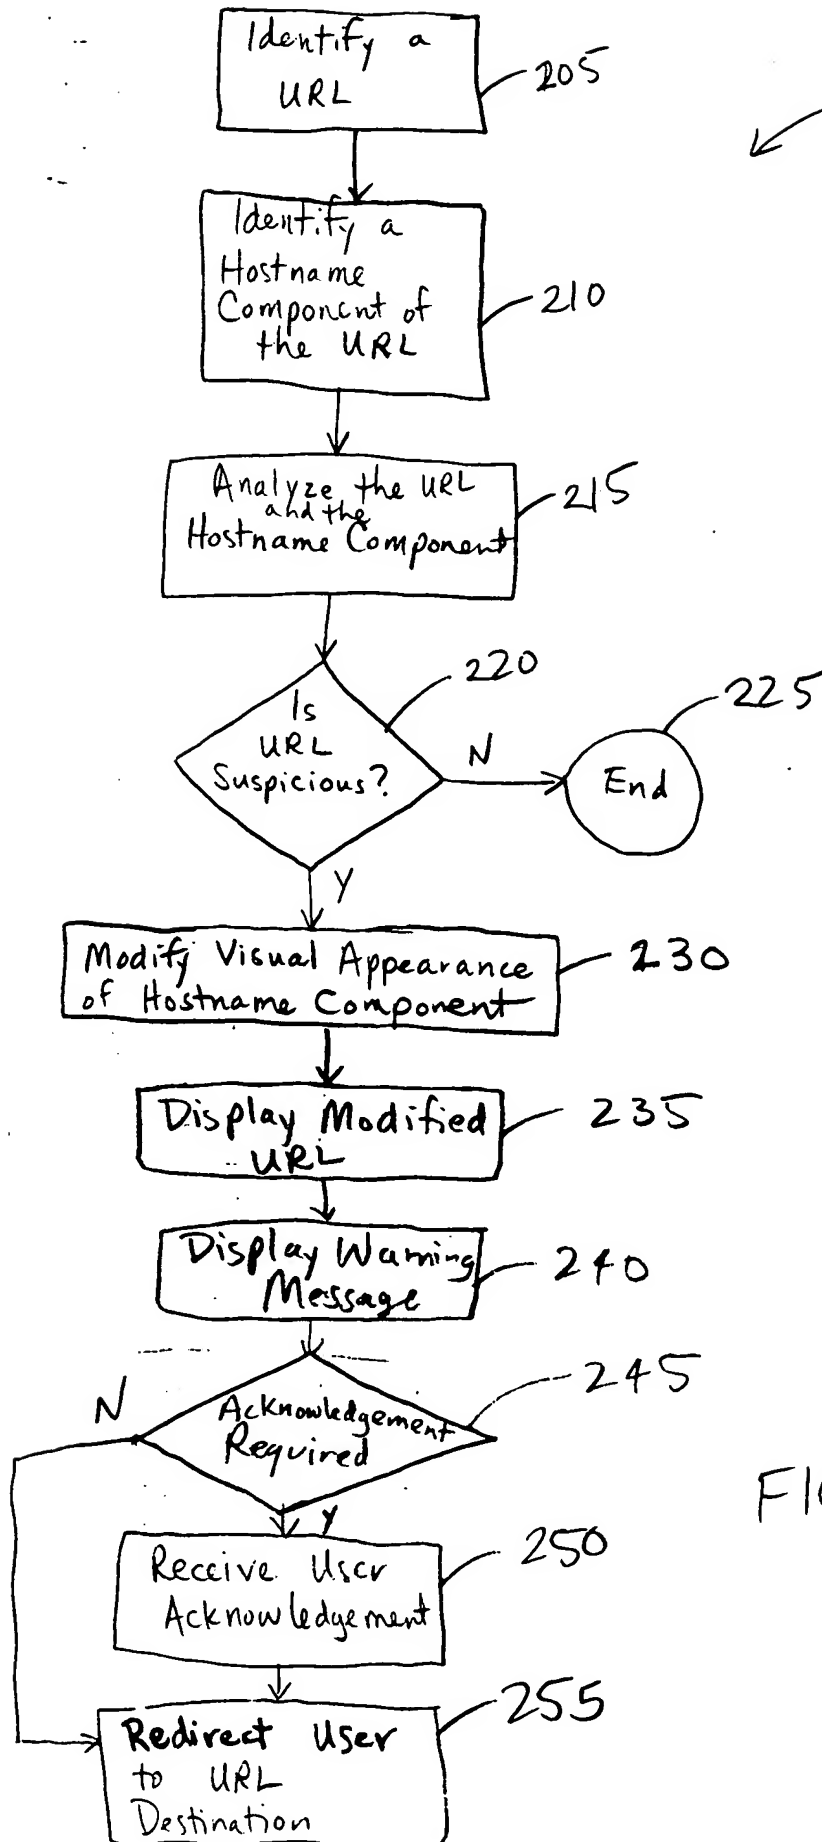 Identify a
URL
205
Identify a
Hostname
Component of
the URL
210
Analyze the URL
and the
Hostname Component
215
Is
URL
Suspicious?
220
N
End
225
Y
Modify Visual Appearance
of Hostname Component
230
Display Modified
URL
235
Display Warning
Message
240
Acknowledgement
Required
245
N
Y
FIG
Receive User
Acknowledgement
250
Redirect User
to URL
Destination
255